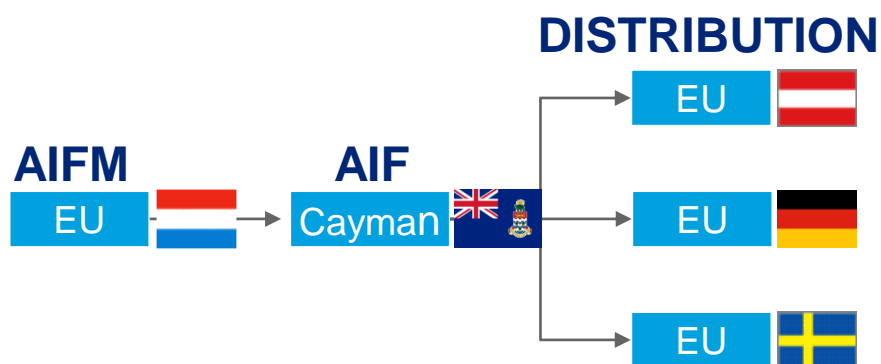 DISTRIBUTION
EU
AIFM
AIF
EU
Cayman
EU
EU